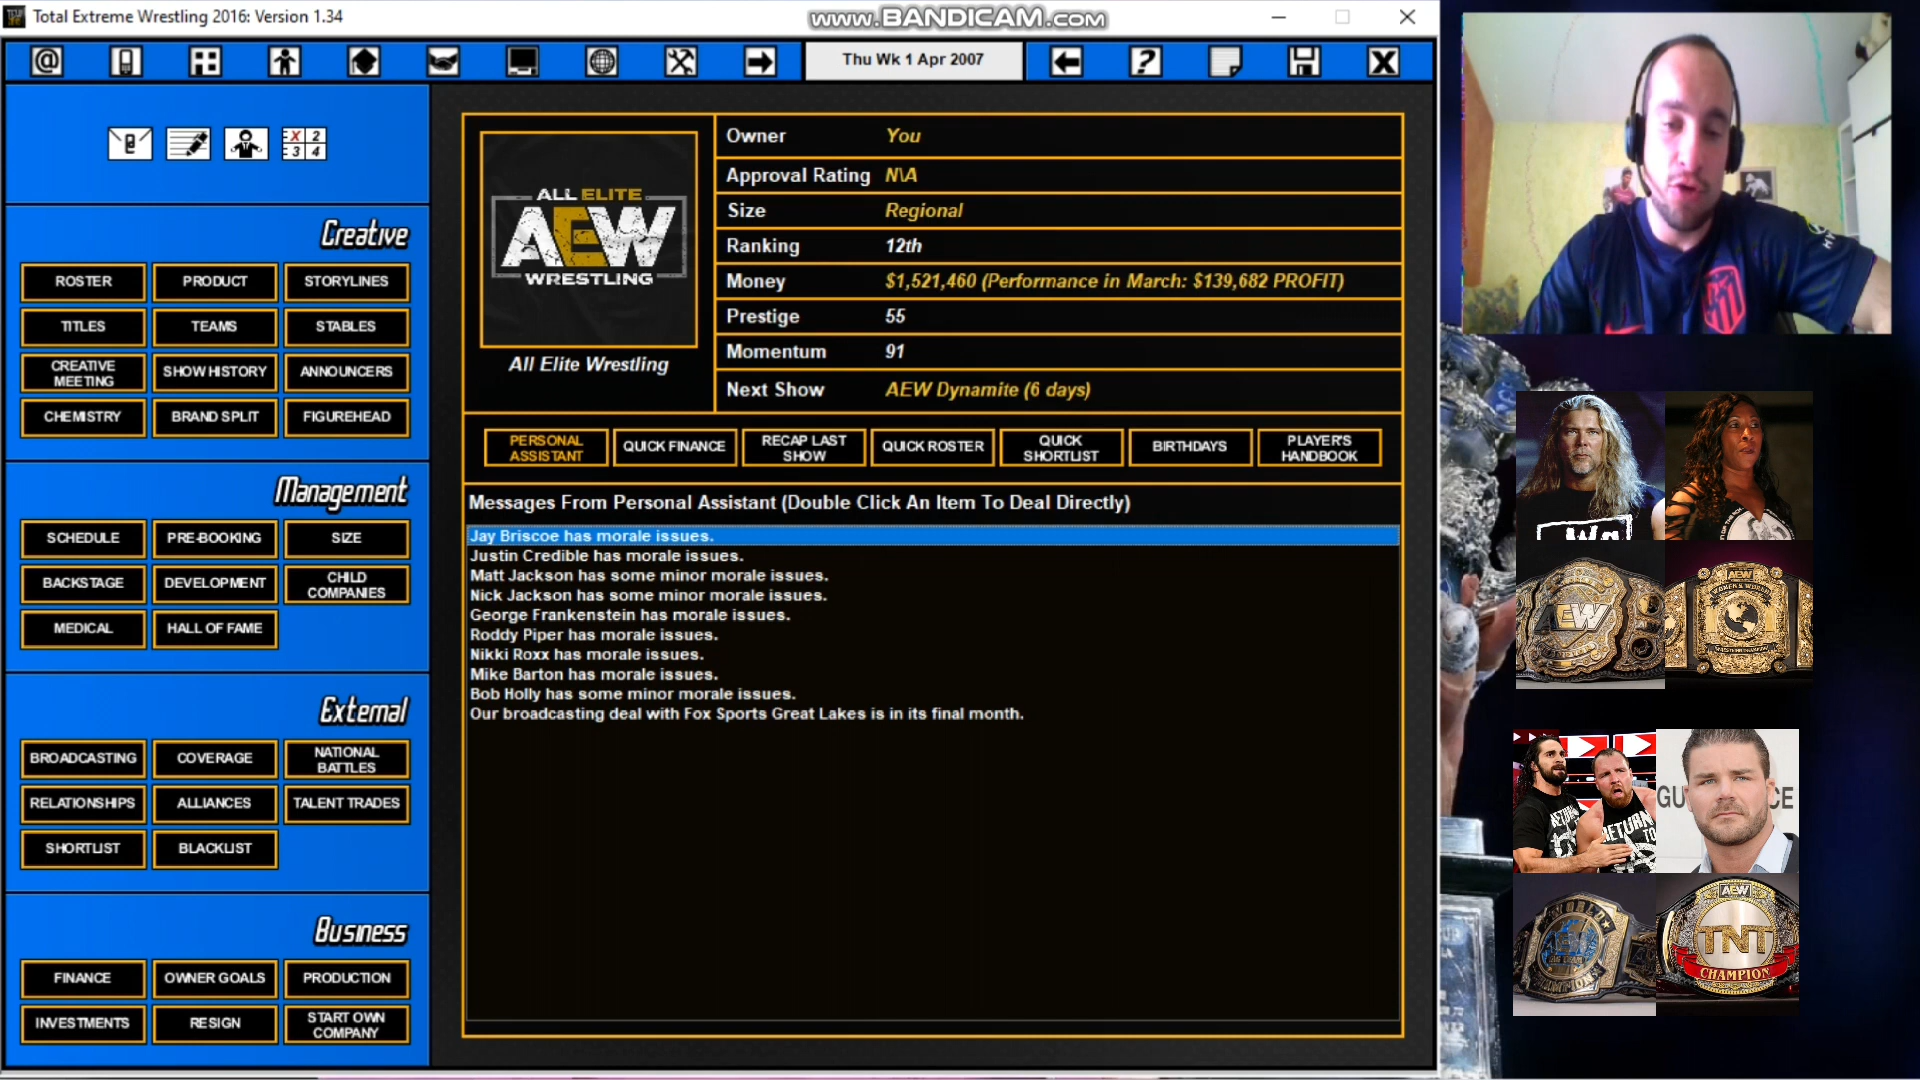 Total Extreme Wrestling 2016: Version 1.34
www.BANDICAM.com
Thu Wk 1 Apr 2007
Creative
ROSTER
PRODUCT
STORYLINES
TITLES
TEAMS
STABLES
CREATIVE MEETING
SHOW HISTORY
ANNOUNCERS
CHEMISTRY
BRAND SPLIT
FIGUREHEAD
Management
SCHEDULE
PRE-BOOKING
SIZE
BACKSTAGE
DEVELOPMENT
CHILD COMPANIES
MEDICAL
HALL OF FAME
External
BROADCASTING
COVERAGE
NATIONAL BATTLES
RELATIONSHIPS
ALLIANCES
TALENT TRADES
SHORTLIST
BLACKLIST
Business
FINANCE
OWNER GOALS
PRODUCTION
INVESTMENTS
RESIGN
START OWN COMPANY
ALL ELITE
AEW
WRESTLING
All Elite Wrestling
Owner You
Approval Rating N\A
Size Regional
Ranking 12th
Money $1,521,460 (Performance in March: $139,682 PROFIT)
Prestige 55
Momentum 91
Next Show AEW Dynamite (6 days)
PERSONAL ASSISTANT
QUICK FINANCE
RECAP LAST SHOW
QUICK ROSTER
QUICK SHORTLIST
BIRTHDAYS
PLAYER'S HANDBOOK
Messages From Personal Assistant (Double Click An Item To Deal Directly)
Jay Briscoe has morale issues.
Justin Credible has morale issues.
Matt Jackson has some minor morale issues.
Nick Jackson has some minor morale issues.
George Frankenstein has morale issues.
Roddy Piper has morale issues.
Nikki Roxx has morale issues.
Mike Barton has morale issues.
Bob Holly has some minor morale issues.
Our broadcasting deal with Fox Sports Great Lakes is in its final month.
AEW
AEW
AEW
TNT
CHAMPION